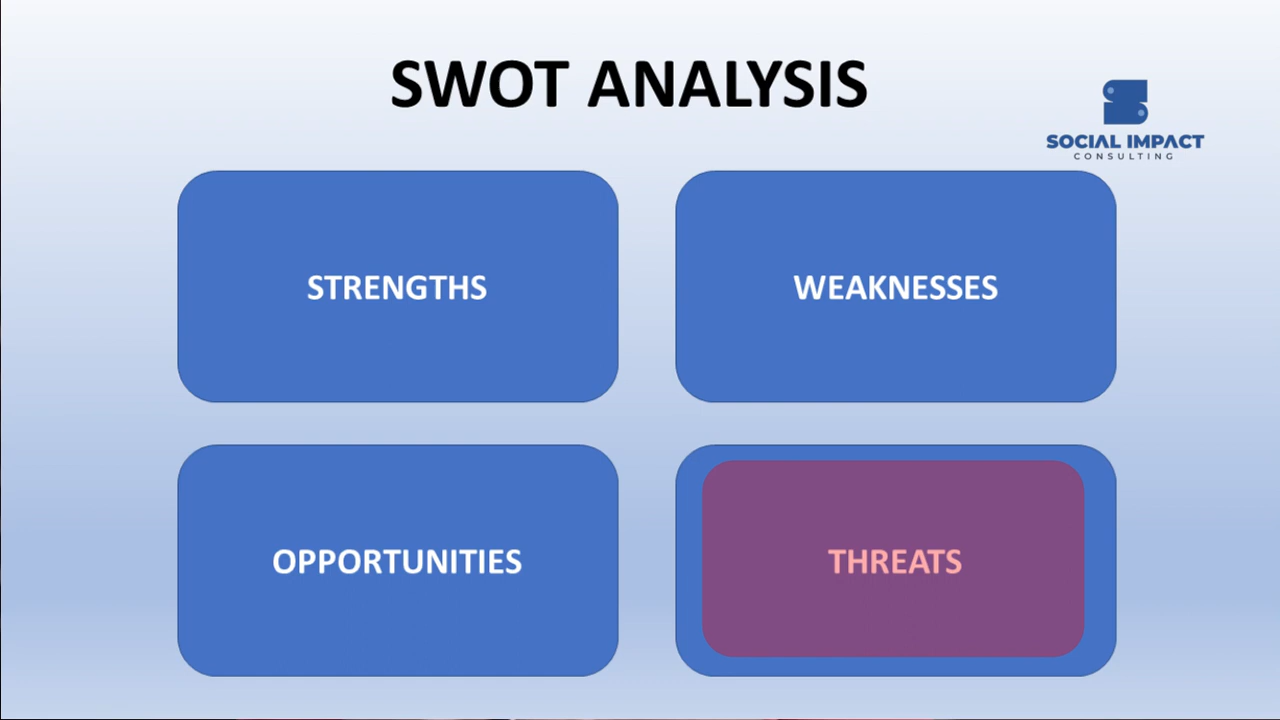 SWOT ANALYSIS
SOCIAL IMPACT
CONSULTING
STRENGTHS
WEAKNESSES
OPPORTUNITIES
THREATS